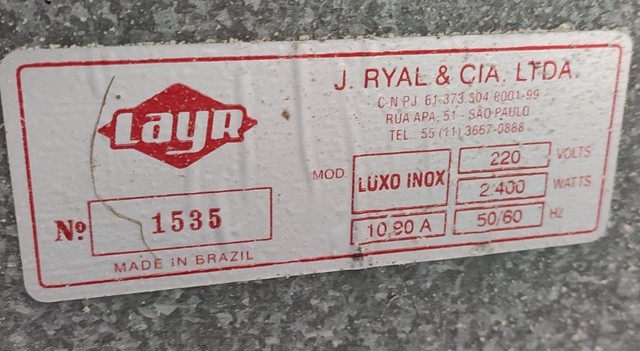 Layr
J. RYAL & CIA. LTDA.
C.N.P.J. 61.373.504/0001-99
RUA APA, 51 - SÃO PAULO
TEL.: 55 (11) 3667-0888
MOD. LUXO INOX 220 VOLTS
2.400 WATTS
10,90 A 50/60 HZ
Nº 1535
MADE IN BRAZIL